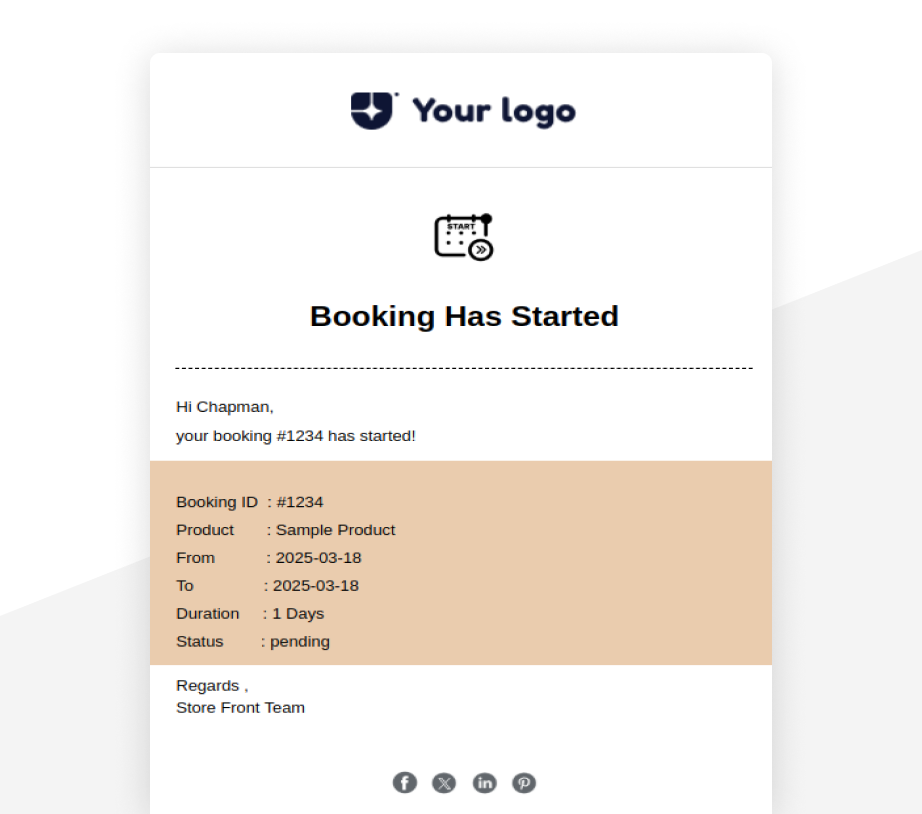 Your logo
START
Booking Has Started
Hi Chapman,
your booking #1234 has started!
Booking ID : #1234
Product : Sample Product
From : 2025-03-18
To : 2025-03-18
Duration : 1 Days
Status : pending
Regards ,
Store Front Team